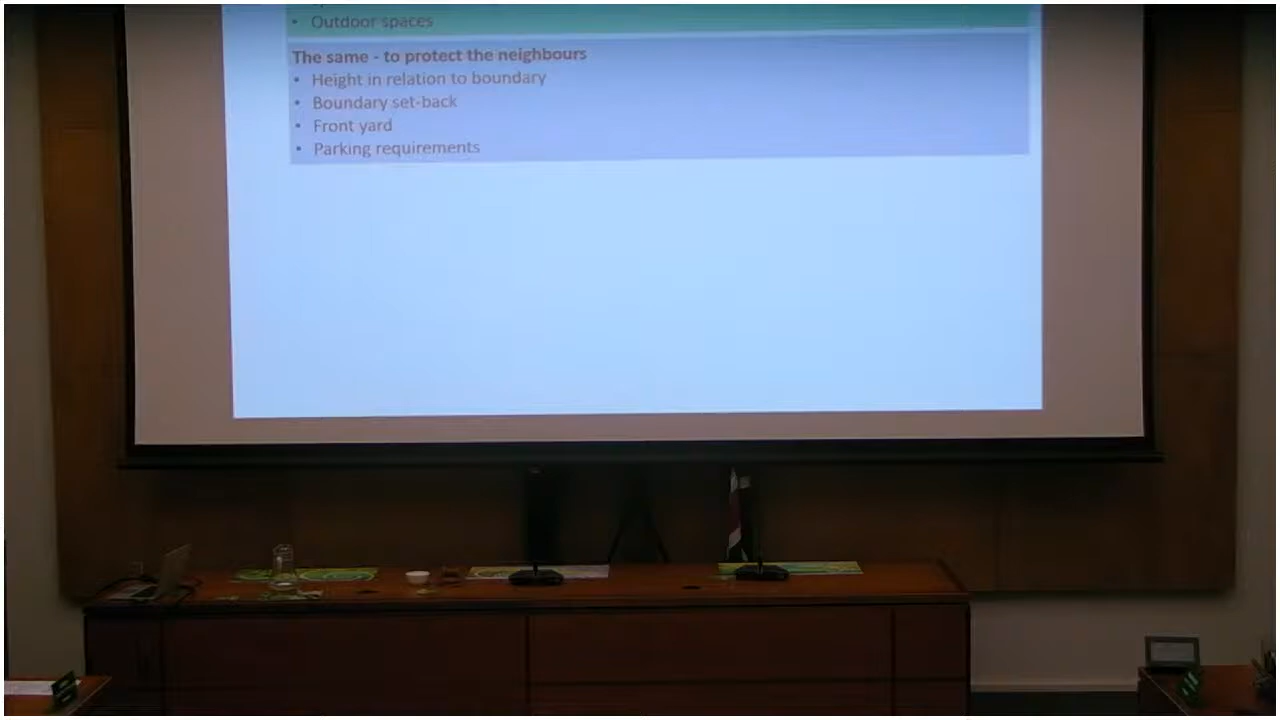 • Outdoor spaces
The same - to protect the neighbours
• Height in relation to boundary
• Boundary set-back
• Front yard
• Parking requirements